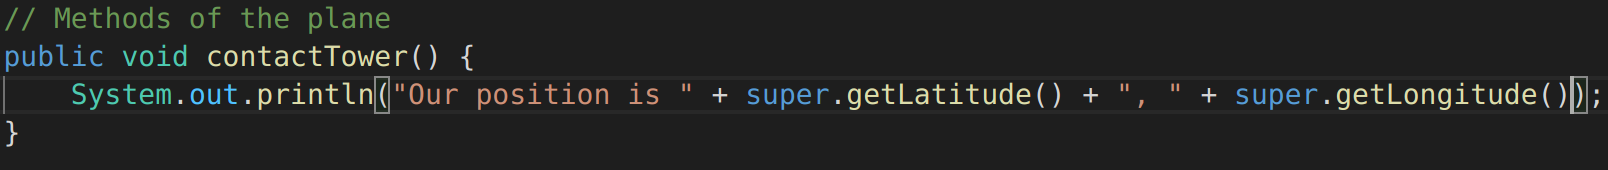 // Methods of the plane
public void contactTower() {
    System.out.println("Our position is " + super.getLatitude() + ", " + super.getLongitude());
}